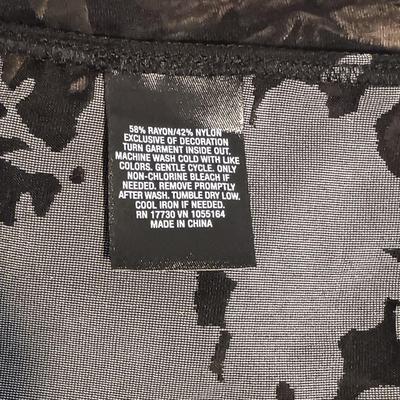 58% RAYON/42% NYLON
EXCLUSIVE OF DECORATION
TURN GARMENT INSIDE OUT.
MACHINE WASH COLD WITH LIKE
COLORS. GENTLE CYCLE. ONLY
NON-CHLORINE BLEACH IF
NEEDED. REMOVE PROMPTLY
AFTER WASH. TUMBLE DRY LOW.
COOL IRON IF NEEDED.
RN 17730 VN 1055164
MADE IN CHINA